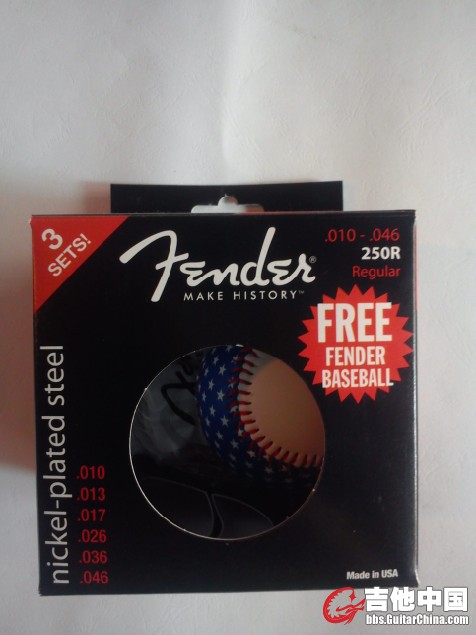 3
SETS!
Fender®
MAKE HISTORY™
.010 - .046
250R
Regular
FREE
FENDER
BASEBALL
nickel-plated steel
.010
.013
.017
.026
.036
.046
Made in USA
吉他中国
bbs.GuitarChina.com